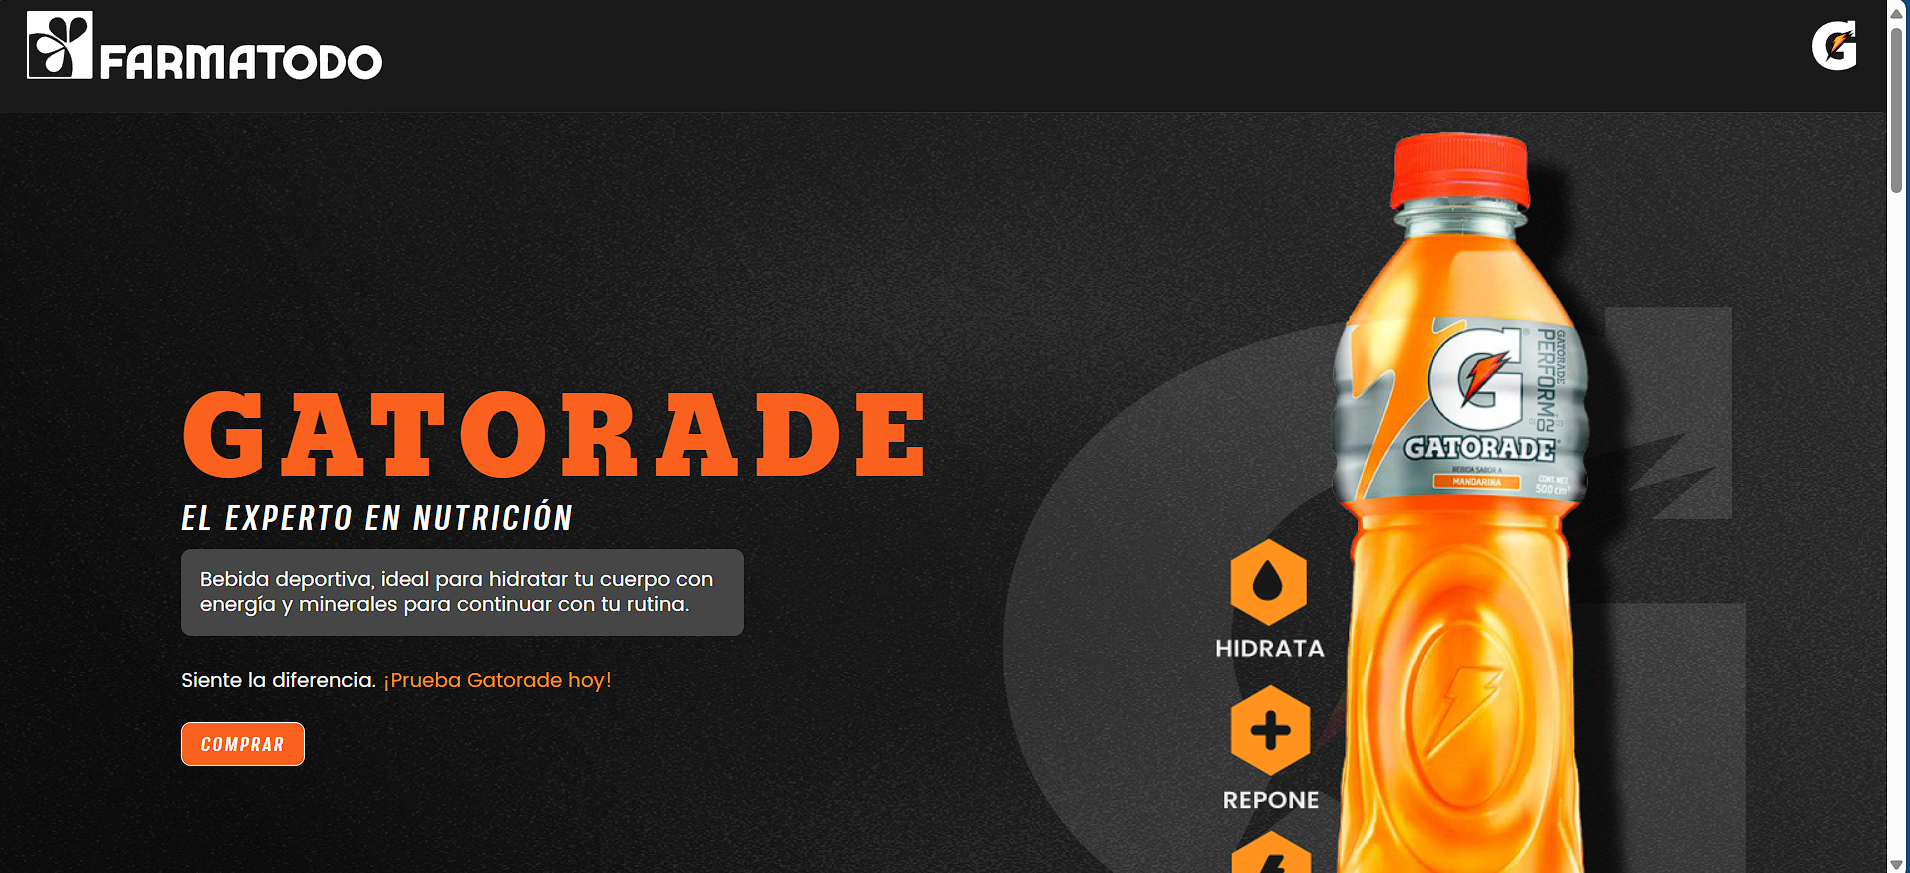 FARMATODO
G
GATORADE
EL EXPERTO EN NUTRICIÓN
Bebida deportiva, ideal para hidratar tu cuerpo con
energía y minerales para continuar con tu rutina.
Siente la diferencia. ¡Prueba Gatorade hoy!
COMPRAR
HIDRATA
REPONE
G
GATORADE
PERFORM 02
GATORADE
BEBIDA SABOR A
MANDARINA
CONT. NET.
500 cm³